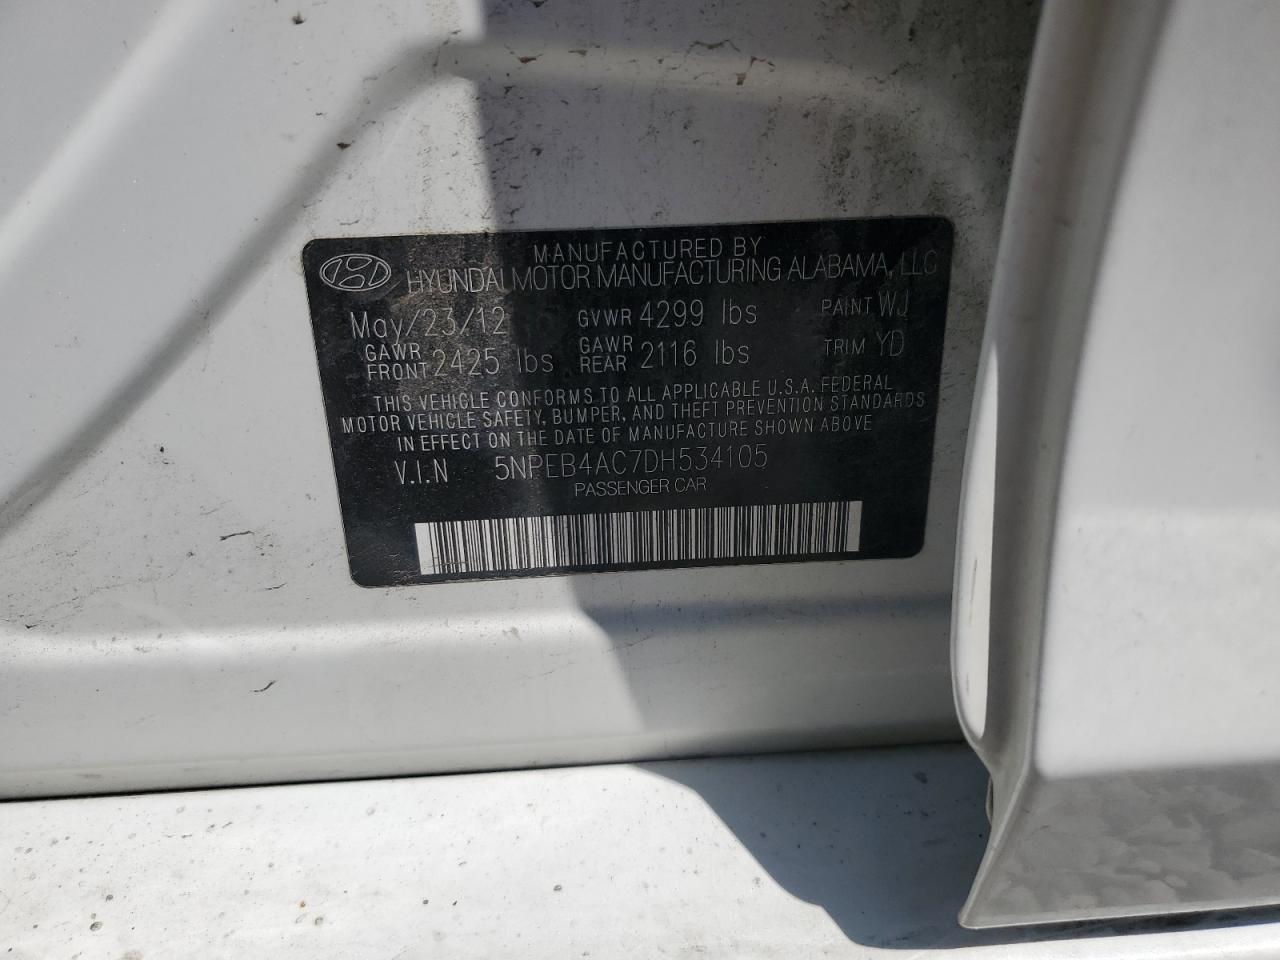 MANUFACTURED BY
HYUNDAI MOTOR MANUFACTURING ALABAMA, LLC
May/23/12 GVWR 4299 lbs PAINT WJ
GAWR FRONT 2425 lbs GAWR REAR 2116 lbs TRIM YD
THIS VEHICLE CONFORMS TO ALL APPLICABLE U.S.A. FEDERAL
MOTOR VEHICLE SAFETY, BUMPER, AND THEFT PREVENTION STANDARDS
IN EFFECT ON THE DATE OF MANUFACTURE SHOWN ABOVE
V.I.N 5NPEB4AC7DH534105
PASSENGER CAR